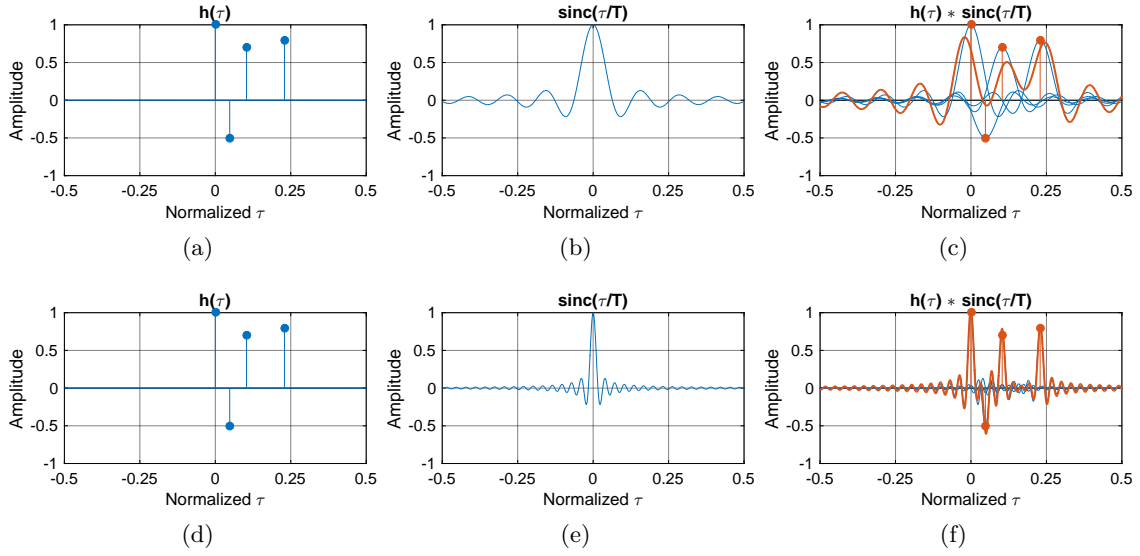 h(τ)
1
0.5
0
-0.5
-1
Amplitude
-0.5 -0.25 0 0.25 0.5
Normalized τ
(a)
sinc(τ/T)
1
0.5
0
-0.5
-1
Amplitude
-0.5 -0.25 0 0.25 0.5
Normalized τ
(b)
h(τ) * sinc(τ/T)
1
0.5
0
-0.5
-1
Amplitude
-0.5 -0.25 0 0.25 0.5
Normalized τ
(c)
h(τ)
1
0.5
0
-0.5
-1
Amplitude
-0.5 -0.25 0 0.25 0.5
Normalized τ
(d)
sinc(τ/T)
1
0.5
0
-0.5
-1
Amplitude
-0.5 -0.25 0 0.25 0.5
Normalized τ
(e)
h(τ) * sinc(τ/T)
1
0.5
0
-0.5
-1
Amplitude
-0.5 -0.25 0 0.25 0.5
Normalized τ
(f)